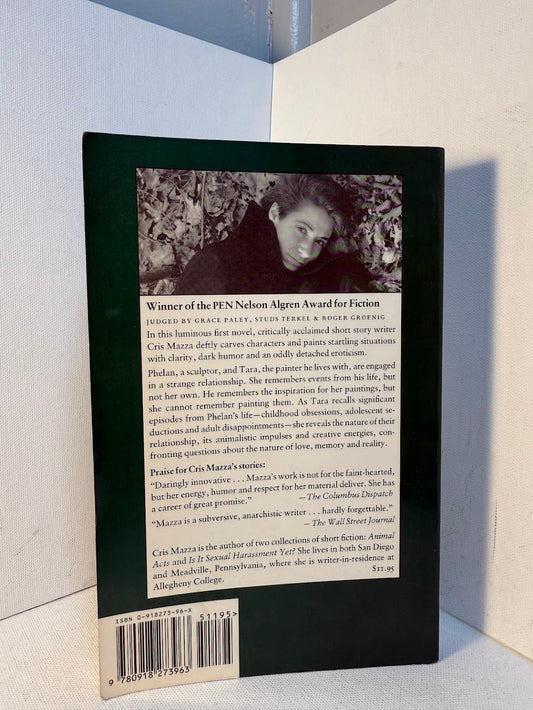 Winner of the PEN Nelson Algren Award for Fiction
JUDGED BY GRACE PALEY, STUDS TERKEL & ROGER GROENIG
In this luminous first novel, critically acclaimed short story writer
Cris Mazza deftly carves characters and paints startling situations
with clarity, dark humor and an oddly detached eroticism.
Phelan, a sculptor, and Tara, the painter he lives with, are engaged
in a strange relationship. She remembers events from his life, but
not her own. He remembers the inspiration for her paintings, but
she cannot remember painting them. As Tara recalls significant
episodes from Phelan's life—childhood obsessions, adolescent se-
ductions and adult disappointments—she reveals the nature of their
relationship, its animalistic impulses and creative energies, con-
fronting questions about the nature of love, memory and reality.
Praise for Cris Mazza's stories:
"Daringly innovative . . . Mazza's work is not for the faint-hearted,
but her energy, humor and respect for her material deliver. She has
a career of great promise." —The Columbus Dispatch
"Mazza is a subversive, anarchistic writer . . . hardly forgettable."
—The Wall Street Journal
Cris Mazza is the author of two collections of short fiction: Animal
Acts and Is It Sexual Harassment Yet? She lives in both San Diego
and Meadville, Pennsylvania, where she is writer-in-residence at
Allegheny College. $11.95
ISBN 0-918273-96-X
51195>
9 780918 273963